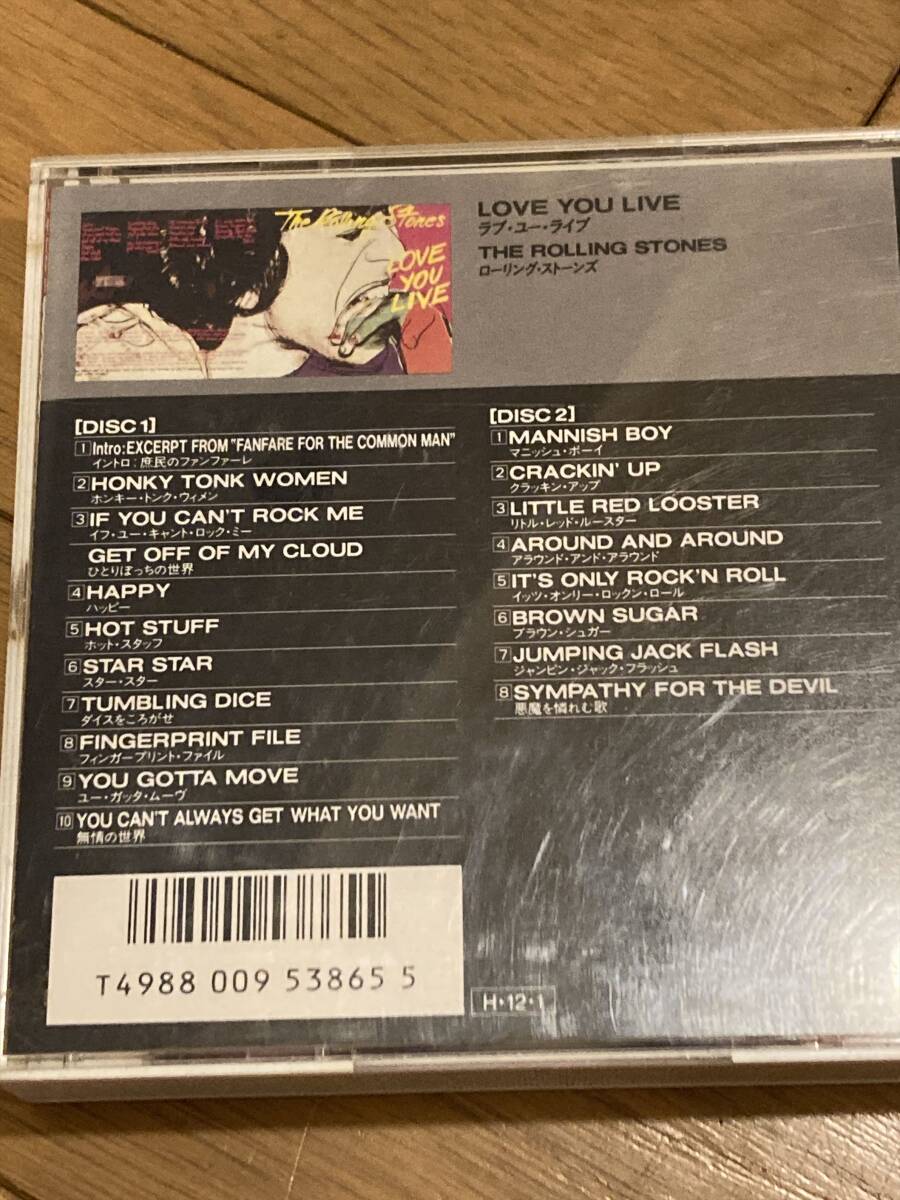 The Rolling Stones
LOVE
YOU
LIVE
LOVE YOU LIVE
ラブ・ユー・ライブ
THE ROLLING STONES
ローリング・ストーンズ
[DISC 1]
1 Intro:EXCERPT FROM "FANFARE FOR THE COMMON MAN"
イントロ:庶民のファンファーレ
2 HONKY TONK WOMEN
ホンキー・トンク・ウィメン
3 IF YOU CAN'T ROCK ME
イフ・ユー・キャント・ロック・ミー
GET OFF OF MY CLOUD
ひとりぼっちの世界
4 HAPPY
ハッピー
5 HOT STUFF
ホット・スタッフ
6 STAR STAR
スター・スター
7 TUMBLING DICE
ダイスをころがせ
8 FINGERPRINT FILE
フィンガープリント・ファイル
9 YOU GOTTA MOVE
ユー・ガッタ・ムーヴ
10 YOU CAN'T ALWAYS GET WHAT YOU WANT
無情の世界
[DISC 2]
1 MANNISH BOY
マニッシュ・ボーイ
2 CRACKIN' UP
クラッキン・アップ
3 LITTLE RED LOOSTER
リトル・レッド・ルースター
4 AROUND AND AROUND
アラウンド・アンド・アラウンド
5 IT'S ONLY ROCK'N ROLL
イッツ・オンリー・ロックン・ロール
6 BROWN SUGAR
ブラウン・シュガー
7 JUMPING JACK FLASH
ジャンピン・ジャック・フラッシュ
8 SYMPATHY FOR THE DEVIL
悪魔を憐れむ歌
T4988 009 53865 5
H・12・1